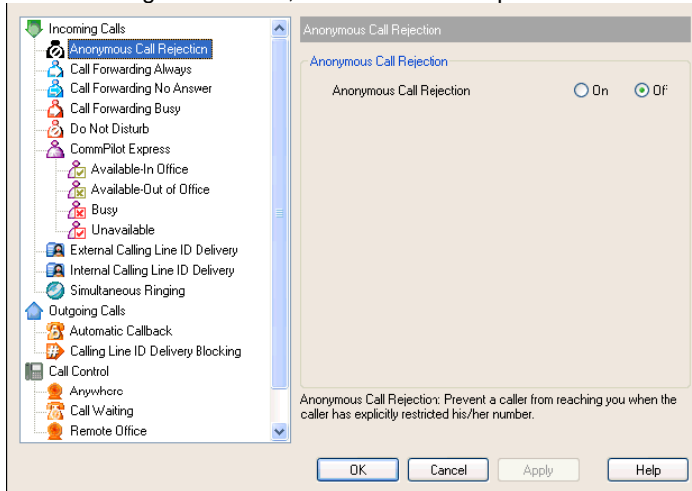 Incoming Calls
Anonymous Call Rejection
Call Forwarding Always
Call Forwarding No Answer
Call Forwarding Busy
Do Not Disturb
CommPilot Express
Available-In Office
Available-Out of Office
Busy
Unavailable
External Calling Line ID Delivery
Internal Calling Line ID Delivery
Simultaneous Ringing
Outgoing Calls
Automatic Callback
Calling Line ID Delivery Blocking
Call Control
Anywhere
Call Waiting
Remote Office
Anonymous Call Rejection
Anonymous Call Rejection
Anonymous Call Rejection On Off
Anonymous Call Rejection: Prevent a caller from reaching you when the
caller has explicitly restricted his/her number.
OK Cancel Apply Help